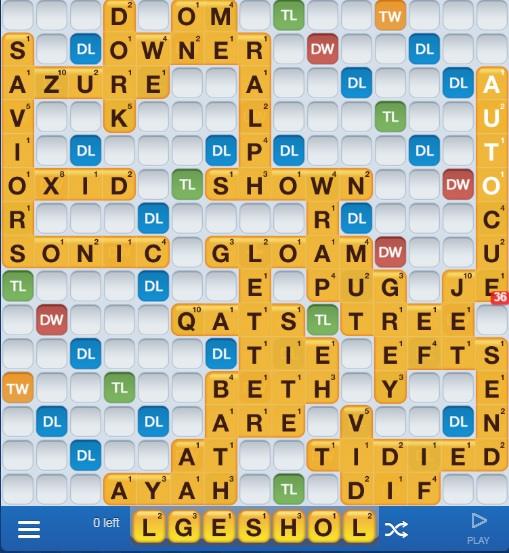 D O M TL TW
S DL O W N E R DW DL
A Z U R E A DL DL A
V K L TL U
I DL DL P DL DL T
O X I D TL S H O W N DW O
R DL R DL C
S O N I C G L O A M DW U
TL DL E P U G J E
36
DW Q A T S TL T R E E
DL DL T I E E F T S
TW TL B E T H Y E
DL DL A R E V DL N
DL A T T I D I E D
A Y A H TL D I F
0 left L G E S H O L PLAY